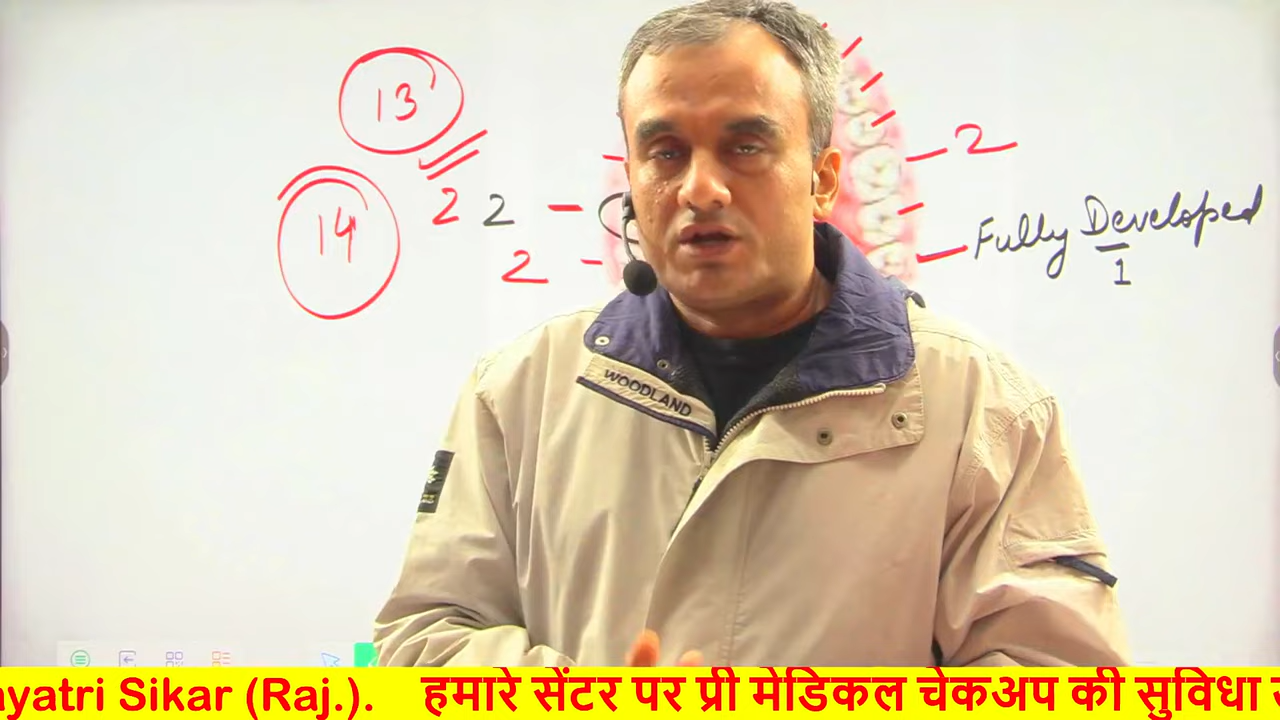 13
2
14
2 2
Fully Developed
2
1
WOODLAND
ayatri Sikar (Raj.). हमारे सेंटर पर प्री मेडिकल चेकअप की सुविधा